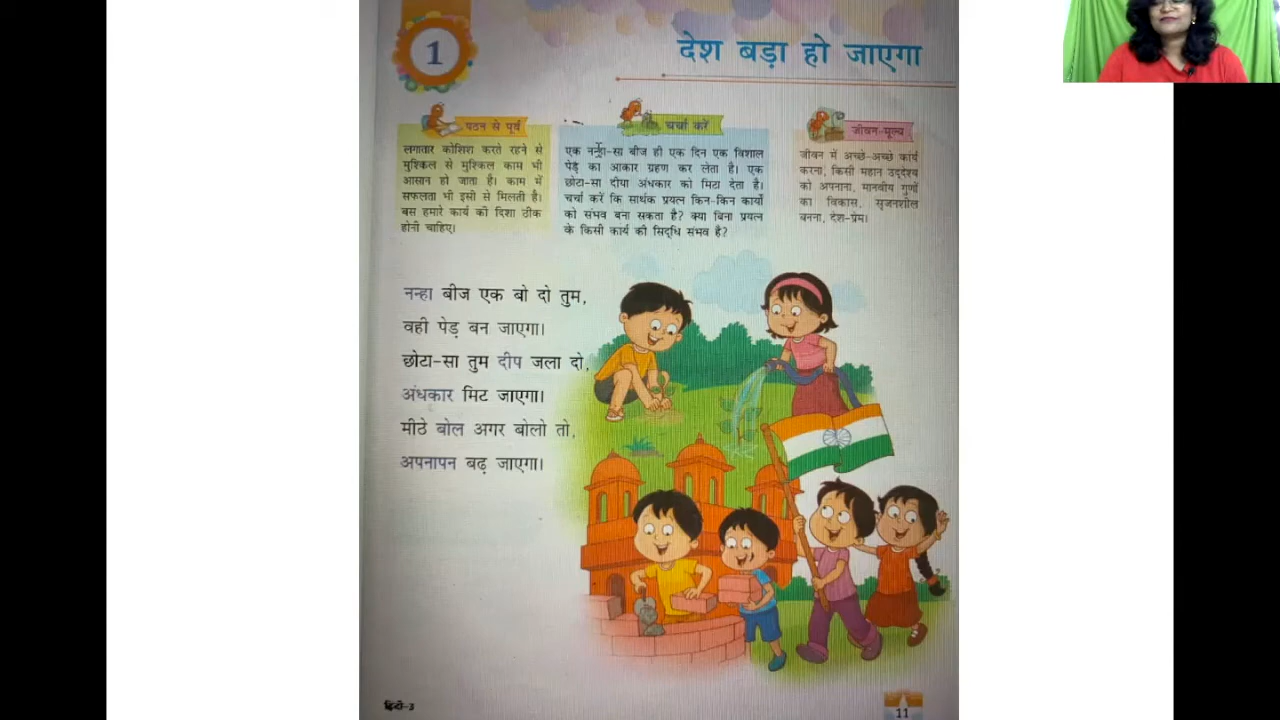 1
देश बड़ा हो जाएगा
पठन से पूर्व
लगातार कोशिश करते रहने से
मुश्किल से मुश्किल काम भी
आसान हो जाता है। काम में
सफलता भी इसी से मिलती है।
बस हमारे कार्य की दिशा ठीक
होनी चाहिए।
चर्चा करें
एक नन्हा-सा बीज ही एक दिन एक विशाल
पेड़ का आकार ग्रहण कर लेता है। एक
छोटा-सा दीया अंधकार को मिटा देता है।
चर्चा करें कि सार्थक प्रयत्न किन-किन कार्यों
को संभव बना सकता है? क्या बिना प्रयत्न
के किसी कार्य की सिद्धि संभव है?
जीवन-मूल्य
जीवन में अच्छे-अच्छे कार्य
करना, किसी महान उद्देश्य
को अपनाना, मानवीय गुणों
का विकास, सृजनशील
बनना, देश-प्रेम।
नन्हा बीज एक बो दो तुम,
वही पेड़ बन जाएगा।
छोटा-सा तुम दीप जला दो,
अंधकार मिट जाएगा।
मीठे बोल अगर बोलो तो,
अपनापन बढ़ जाएगा।
हिन्दी-3
11